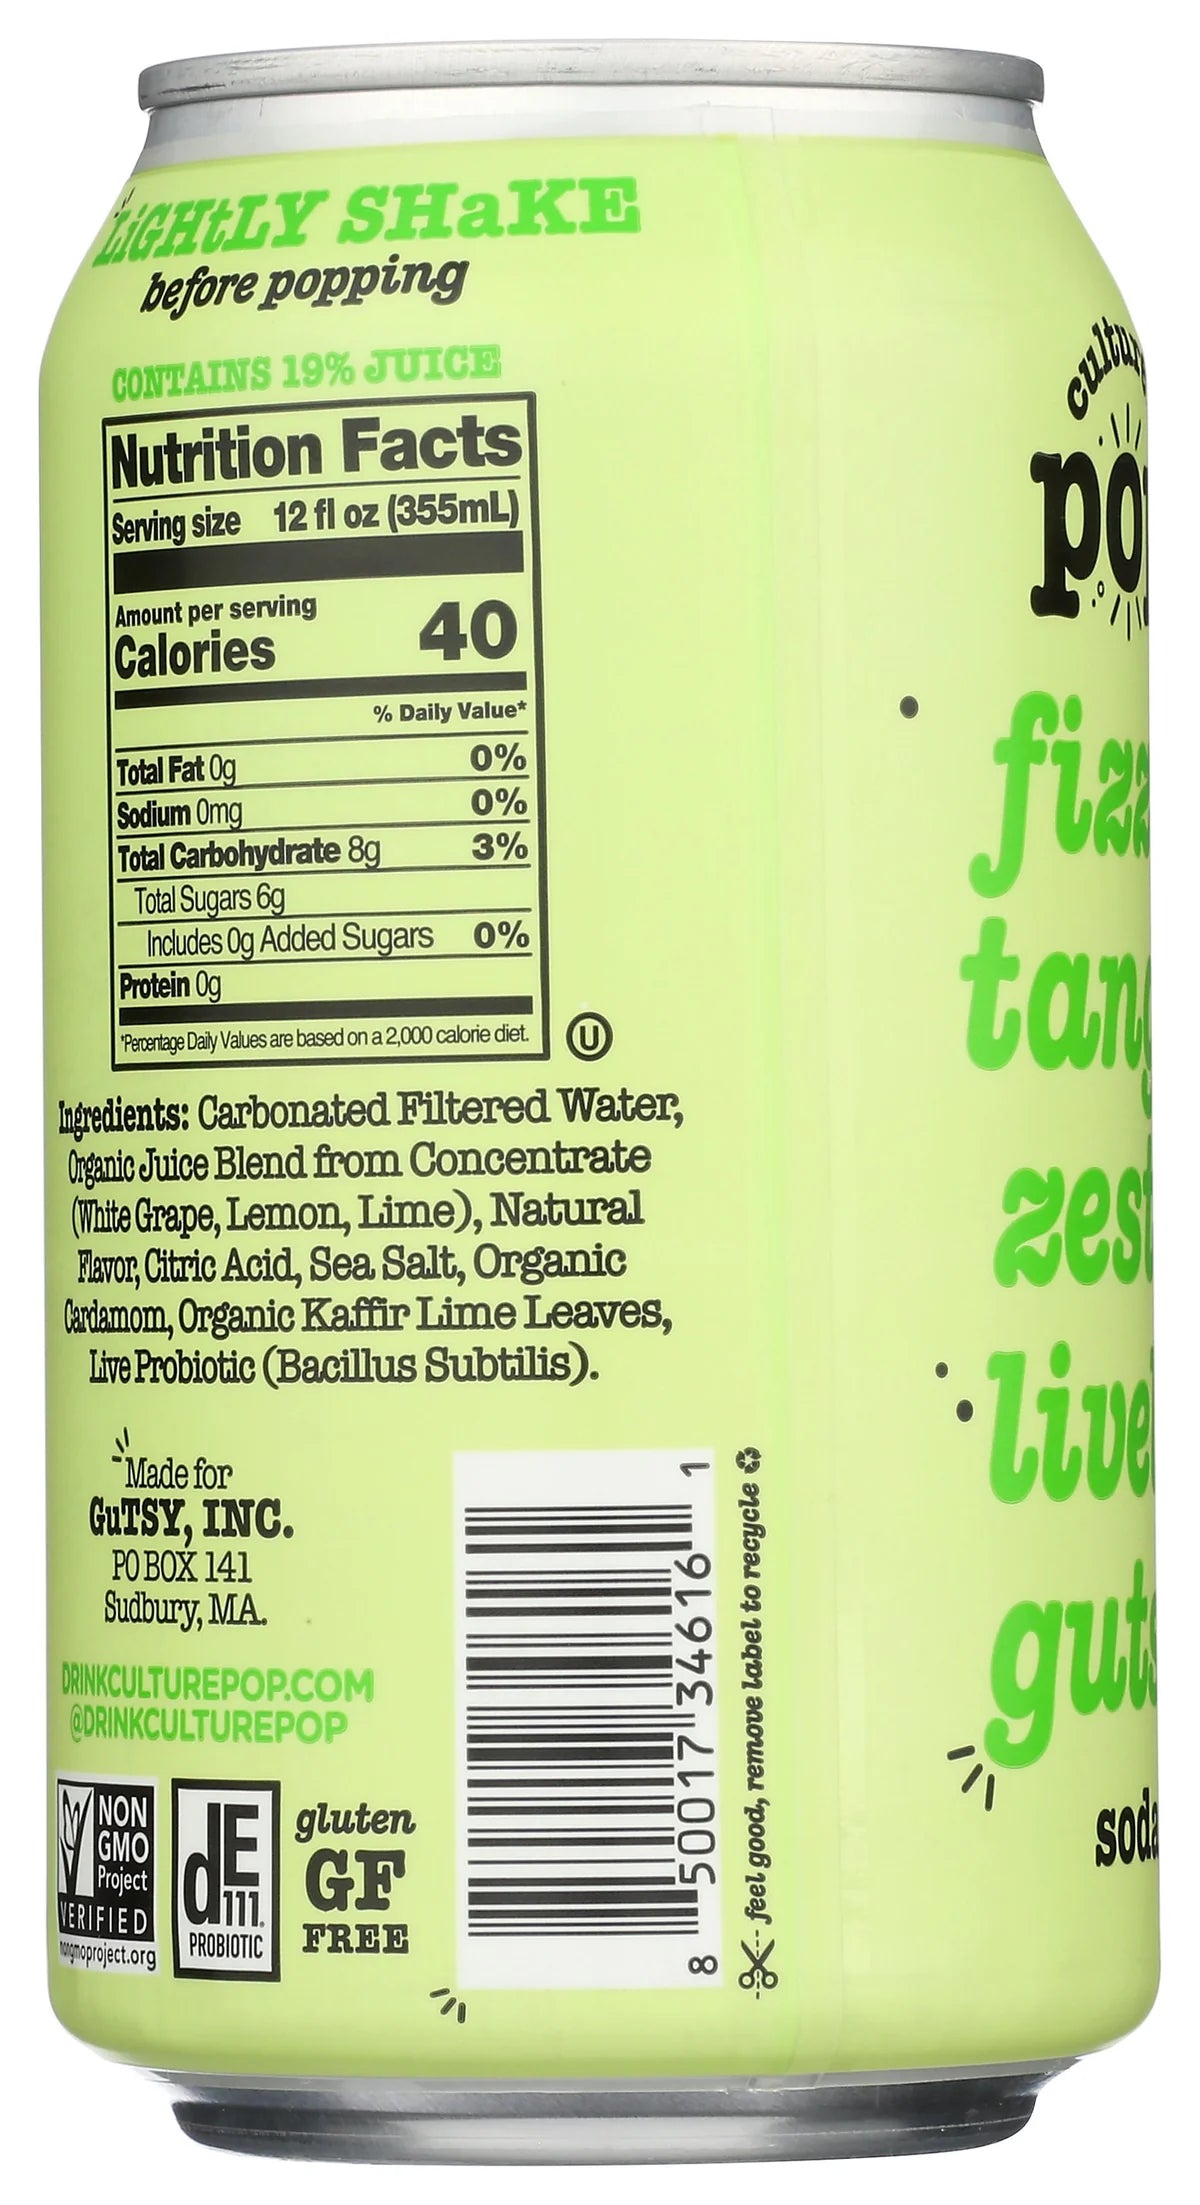 LiGHtLY SHaKE
before popping
CONTAINS 19% JUICE
Nutrition Facts
Serving size 12 fl oz (355mL)
Amount per serving
Calories 40
% Daily Value*
Total Fat 0g 0%
Sodium 0mg 0%
Total Carbohydrate 8g 3%
Total Sugars 6g
Includes 0g Added Sugars 0%
Protein 0g
*Percentage Daily Values are based on a 2,000 calorie diet.
U
Ingredients: Carbonated Filtered Water,
Organic Juice Blend from Concentrate
(White Grape, Lemon, Lime), Natural
Flavor, Citric Acid, Sea Salt, Organic
Cardamom, Organic Kaffir Lime Leaves,
Live Probiotic (Bacillus Subtilis).
Made for
GuTSY, INC.
PO BOX 141
Sudbury, MA.
DRINKCULTUREPOP.COM
@DRINKCULTUREPOP
NON
GMO
Project
VERIFIED
nongmoproject.org
dE
111
PROBIOTIC
gluten
GF
FREE
8 50017 34616 1
feel good, remove label to recycle
culture
soda